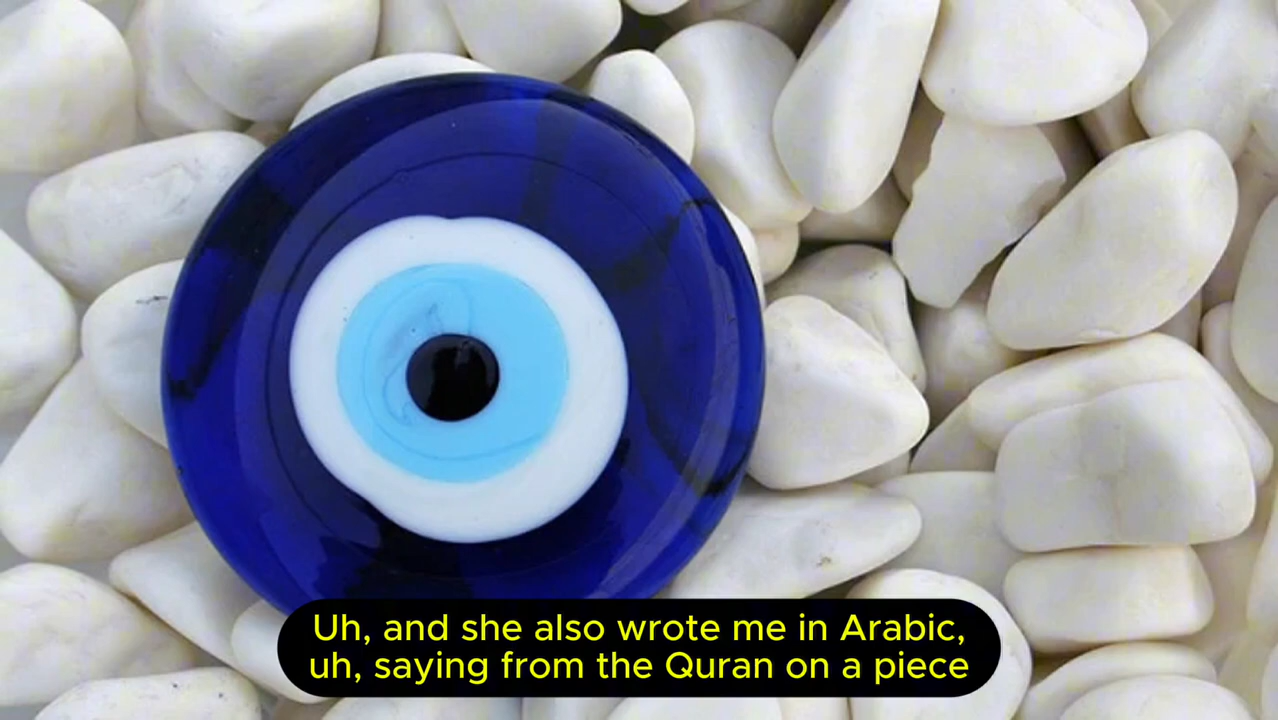 Uh, and she also wrote me in Arabic,
uh, saying from the Quran on a piece